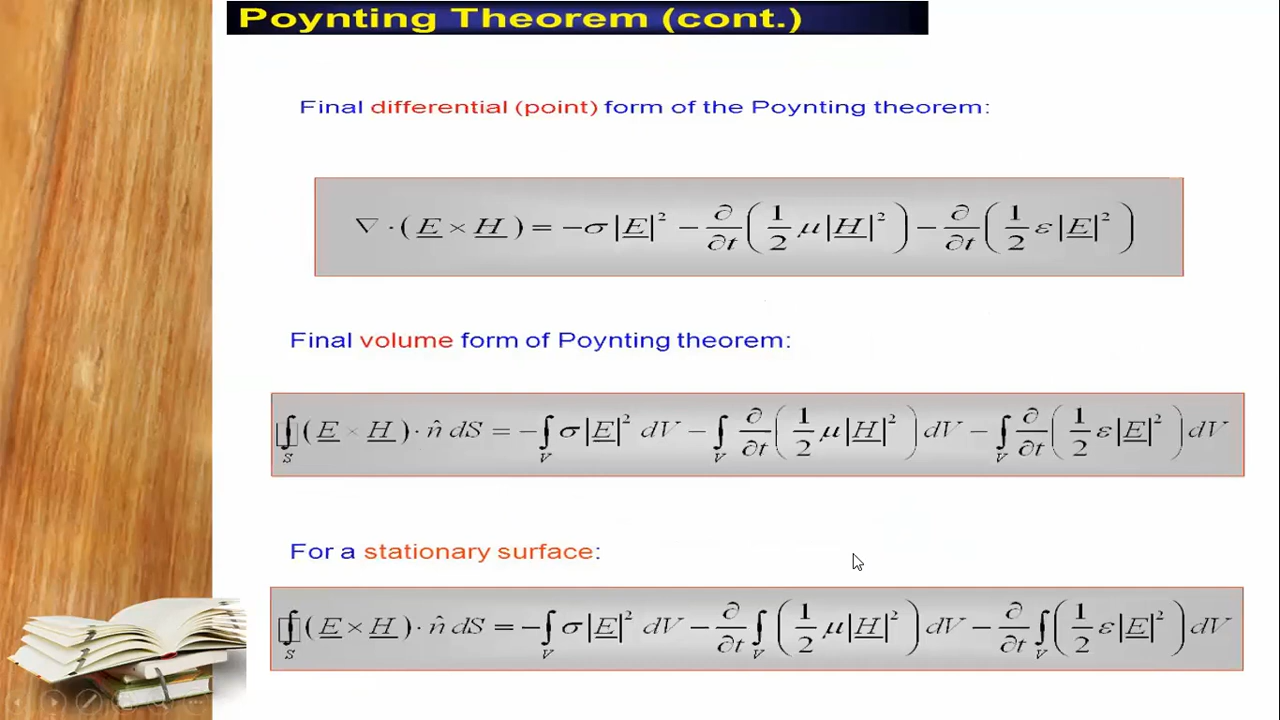 Poynting Theorem (cont.)
Final differential (point) form of the Poynting theorem:
∇ · (E × H) = −σ|E|² − ∂/∂t (1/2 μ|H|²) − ∂/∂t (1/2 ε|E|²)
Final volume form of Poynting theorem:
∮_S (E × H) · n̂ dS = −∫_V σ|E|² dV − ∫_V ∂/∂t (1/2 μ|H|²) dV − ∫_V ∂/∂t (1/2 ε|E|²) dV
For a stationary surface:
∮_S (E × H) · n̂ dS = −∫_V σ|E|² dV − ∂/∂t ∫_V (1/2 μ|H|²) dV − ∂/∂t ∫_V (1/2 ε|E|²) dV